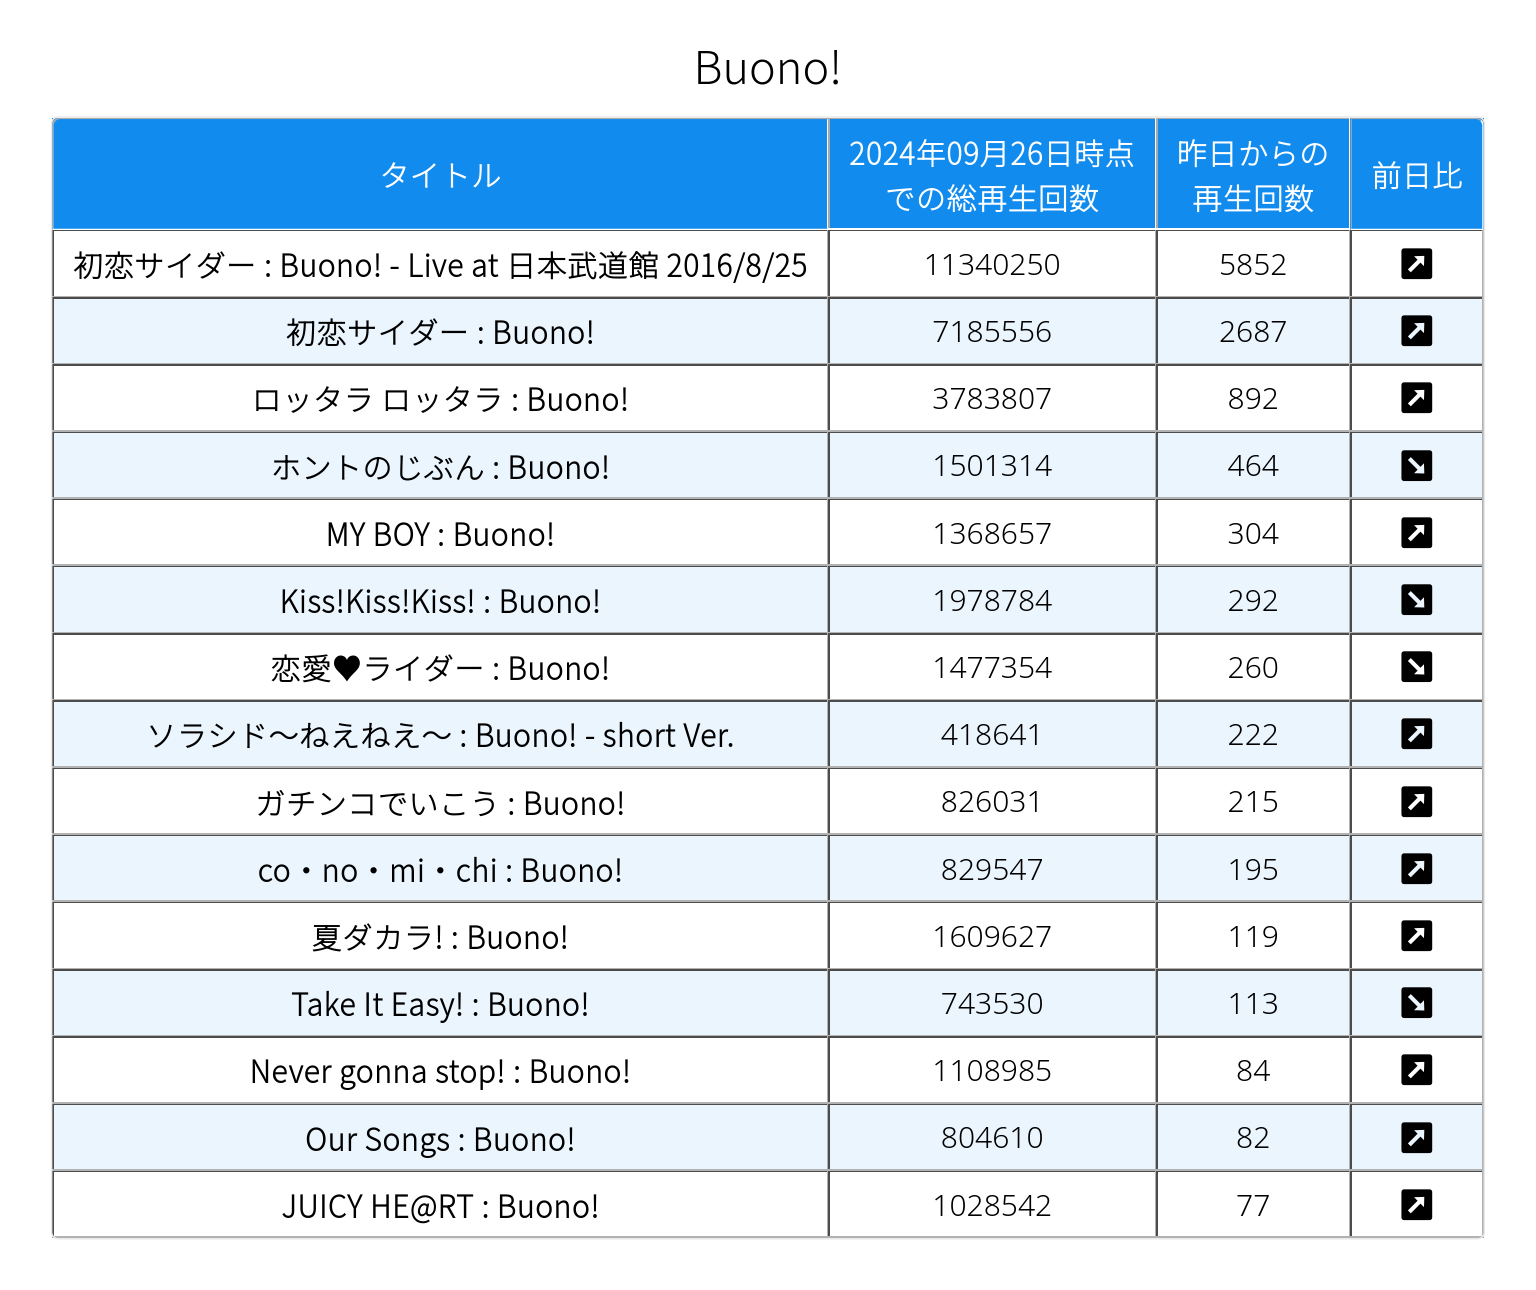 Buono!
タイトル 2024年09月26日時点での総再生回数 昨日からの再生回数 前日比
初恋サイダー : Buono! - Live at 日本武道館 2016/8/25 11340250 5852 ↗
初恋サイダー : Buono! 7185556 2687 ↗
ロッタラ ロッタラ : Buono! 3783807 892 ↗
ホントのじぶん : Buono! 1501314 464 ↘
MY BOY : Buono! 1368657 304 ↗
Kiss!Kiss!Kiss! : Buono! 1978784 292 ↘
恋愛♥ライダー : Buono! 1477354 260 ↘
ソラシド〜ねえねえ〜 : Buono! - short Ver. 418641 222 ↗
ガチンコでいこう : Buono! 826031 215 ↗
co・no・mi・chi : Buono! 829547 195 ↗
夏ダカラ! : Buono! 1609627 119 ↗
Take It Easy! : Buono! 743530 113 ↘
Never gonna stop! : Buono! 1108985 84 ↗
Our Songs : Buono! 804610 82 ↗
JUICY HE@RT : Buono! 1028542 77 ↗